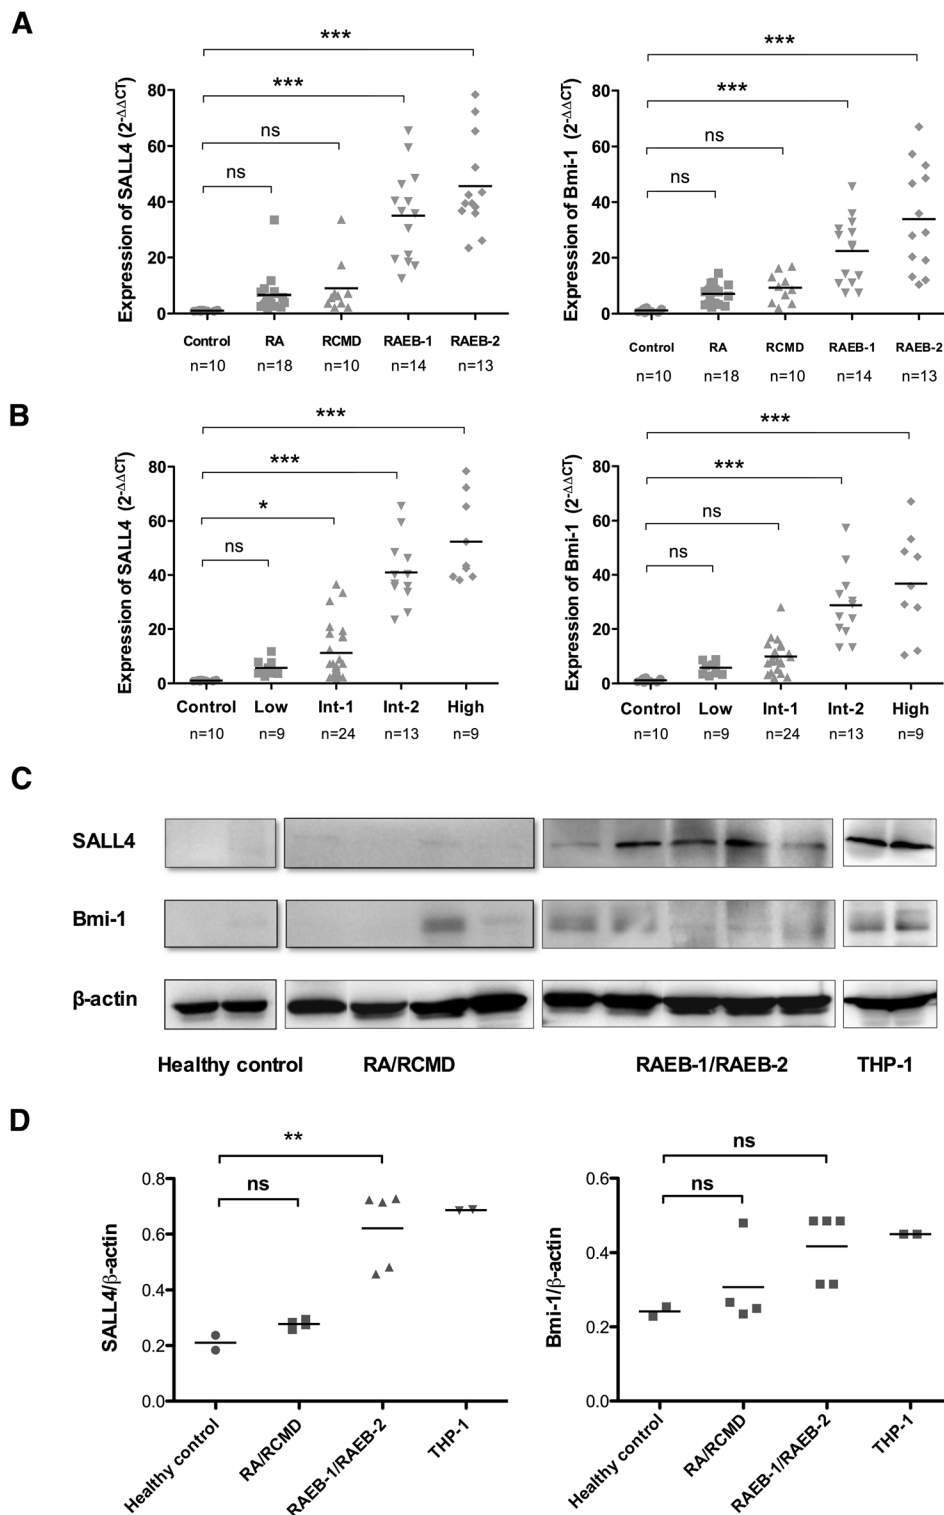 A
Expression of SALL4 (2-ΔΔCT)
80
60
40
20
0
***
***
ns
ns
Control RA RCMD RAEB-1 RAEB-2
n=10 n=18 n=10 n=14 n=13
Expression of Bmi-1 (2-ΔΔCT)
80
60
40
20
0
***
***
ns
ns
Control RA RCMD RAEB-1 RAEB-2
n=10 n=18 n=10 n=14 n=13
B
Expression of SALL4 (2-ΔΔCT)
80
60
40
20
0
***
***
*
ns
Control Low Int-1 Int-2 High
n=10 n=9 n=24 n=13 n=9
Expression of Bmi-1 (2-ΔΔCT)
80
60
40
20
0
***
***
ns
ns
Control Low Int-1 Int-2 High
n=10 n=9 n=24 n=13 n=9
C
SALL4
Bmi-1
β-actin
Healthy control RA/RCMD RAEB-1/RAEB-2 THP-1
D
SALL4/β-actin
0.8
0.6
0.4
0.2
0.0
**
ns
Healthy control
RA/RCMD
RAEB-1/RAEB-2
THP-1
Bmi-1/β-actin
0.6
0.4
0.2
0.0
ns
ns
Healthy control
RA/RCMD
RAEB-1/RAEB-2
THP-1